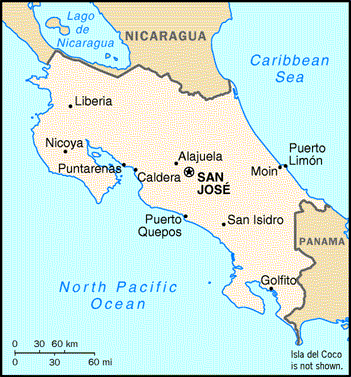 Lago de
Nicaragua
NICARAGUA
Caribbean
Sea
Liberia
Nicoya
Puntarenas
Caldera
Alajuela
SAN
JOSÉ
Moin
Puerto
Limón
Puerto
Quepos
San Isidro
PANAMA
Golfito
North Pacific
Ocean
0 30 60 km
0 30 60 mi
Isla del Coco
is not shown.